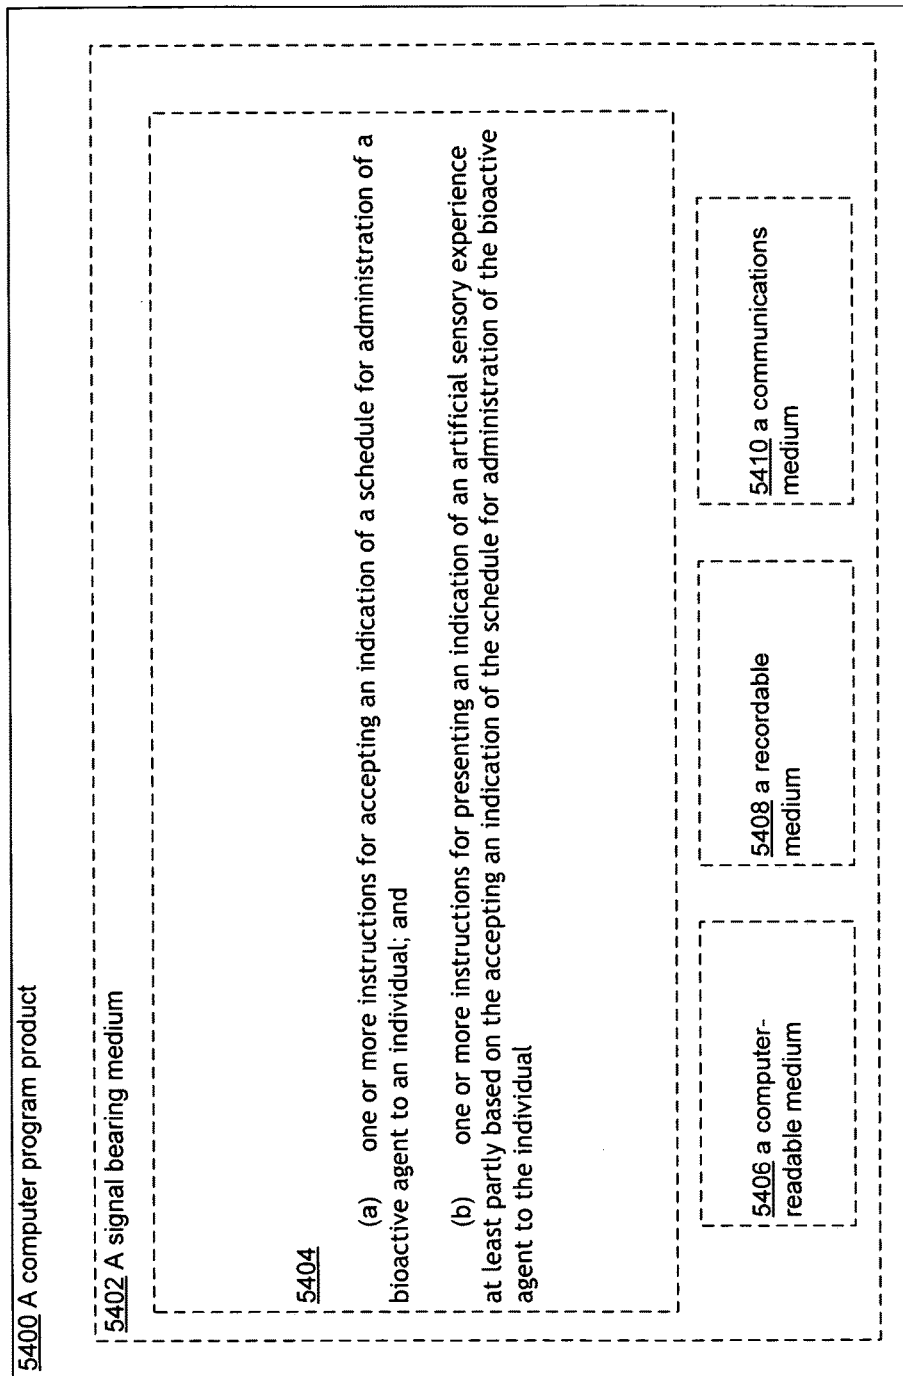 5400 A computer program product
5402 A signal bearing medium
5404
(a) one or more instructions for accepting an indication of a schedule for administration of a
bioactive agent to an individual; and
(b) one or more instructions for presenting an indication of an artificial sensory experience
at least partly based on the accepting an indication of the schedule for administration of the bioactive
agent to the individual
5406 a computer-
readable medium
5408 a recordable
medium
5410 a communications
medium